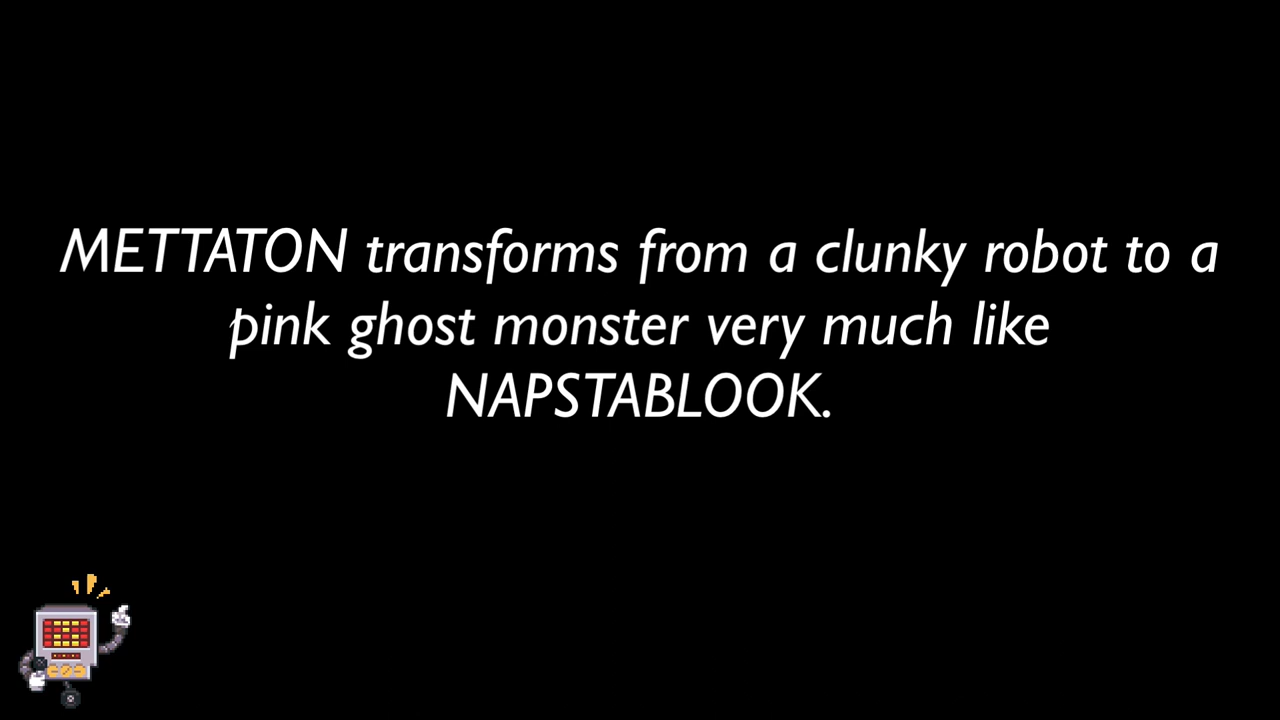 METTATON transforms from a clunky robot to a
pink ghost monster very much like
NAPSTABLOOK.